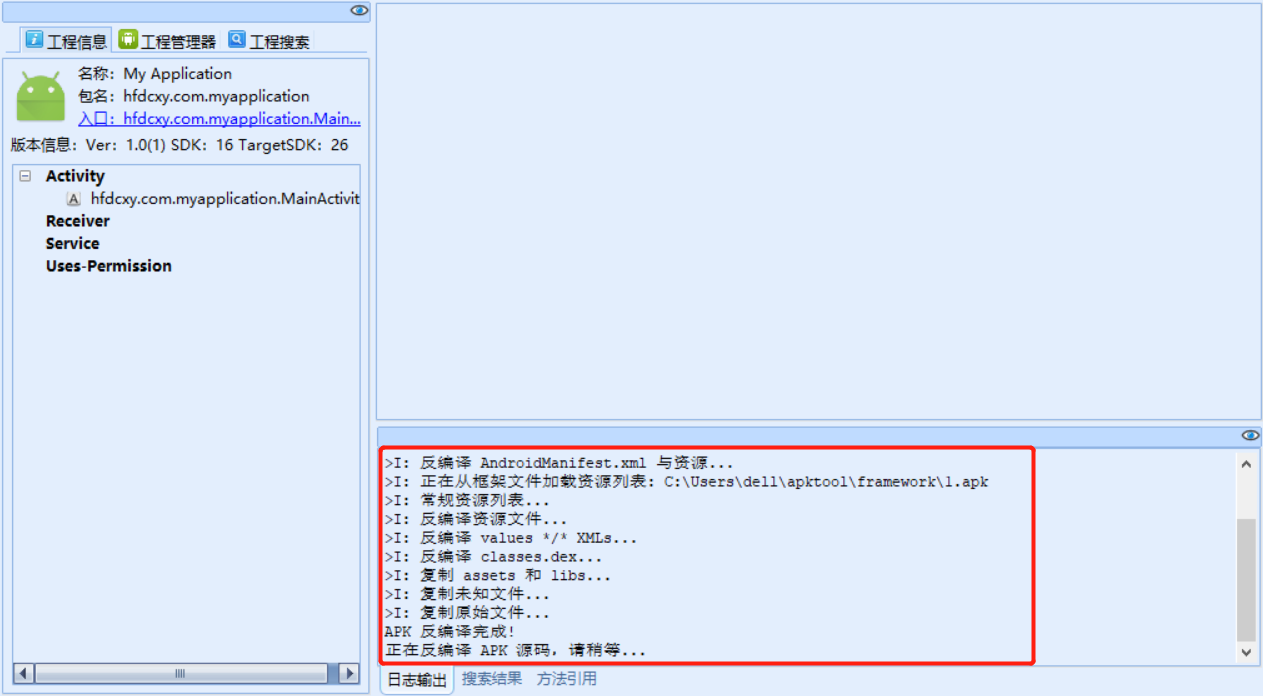 工程信息 工程管理器 工程搜索
名称：My Application
包名：hfdcxy.com.myapplication
入口：hfdcxy.com.myapplication.Main...
版本信息：Ver：1.0(1) SDK：16 TargetSDK：26
Activity
A hfdcxy.com.myapplication.MainActivit
Receiver
Service
Uses-Permission
>I: 反编译 AndroidManifest.xml 与资源...
>I: 正在从框架文件加载资源列表：C:\Users\dell\apktool\framework\1.apk
>I: 常规资源列表...
>I: 反编译资源文件...
>I: 反编译 values */* XMLs...
>I: 反编译 classes.dex...
>I: 复制 assets 和 libs...
>I: 复制未知文件...
>I: 复制原始文件...
APK 反编译完成!
正在反编译 APK 源码，请稍等...
日志输出 搜索结果 方法引用